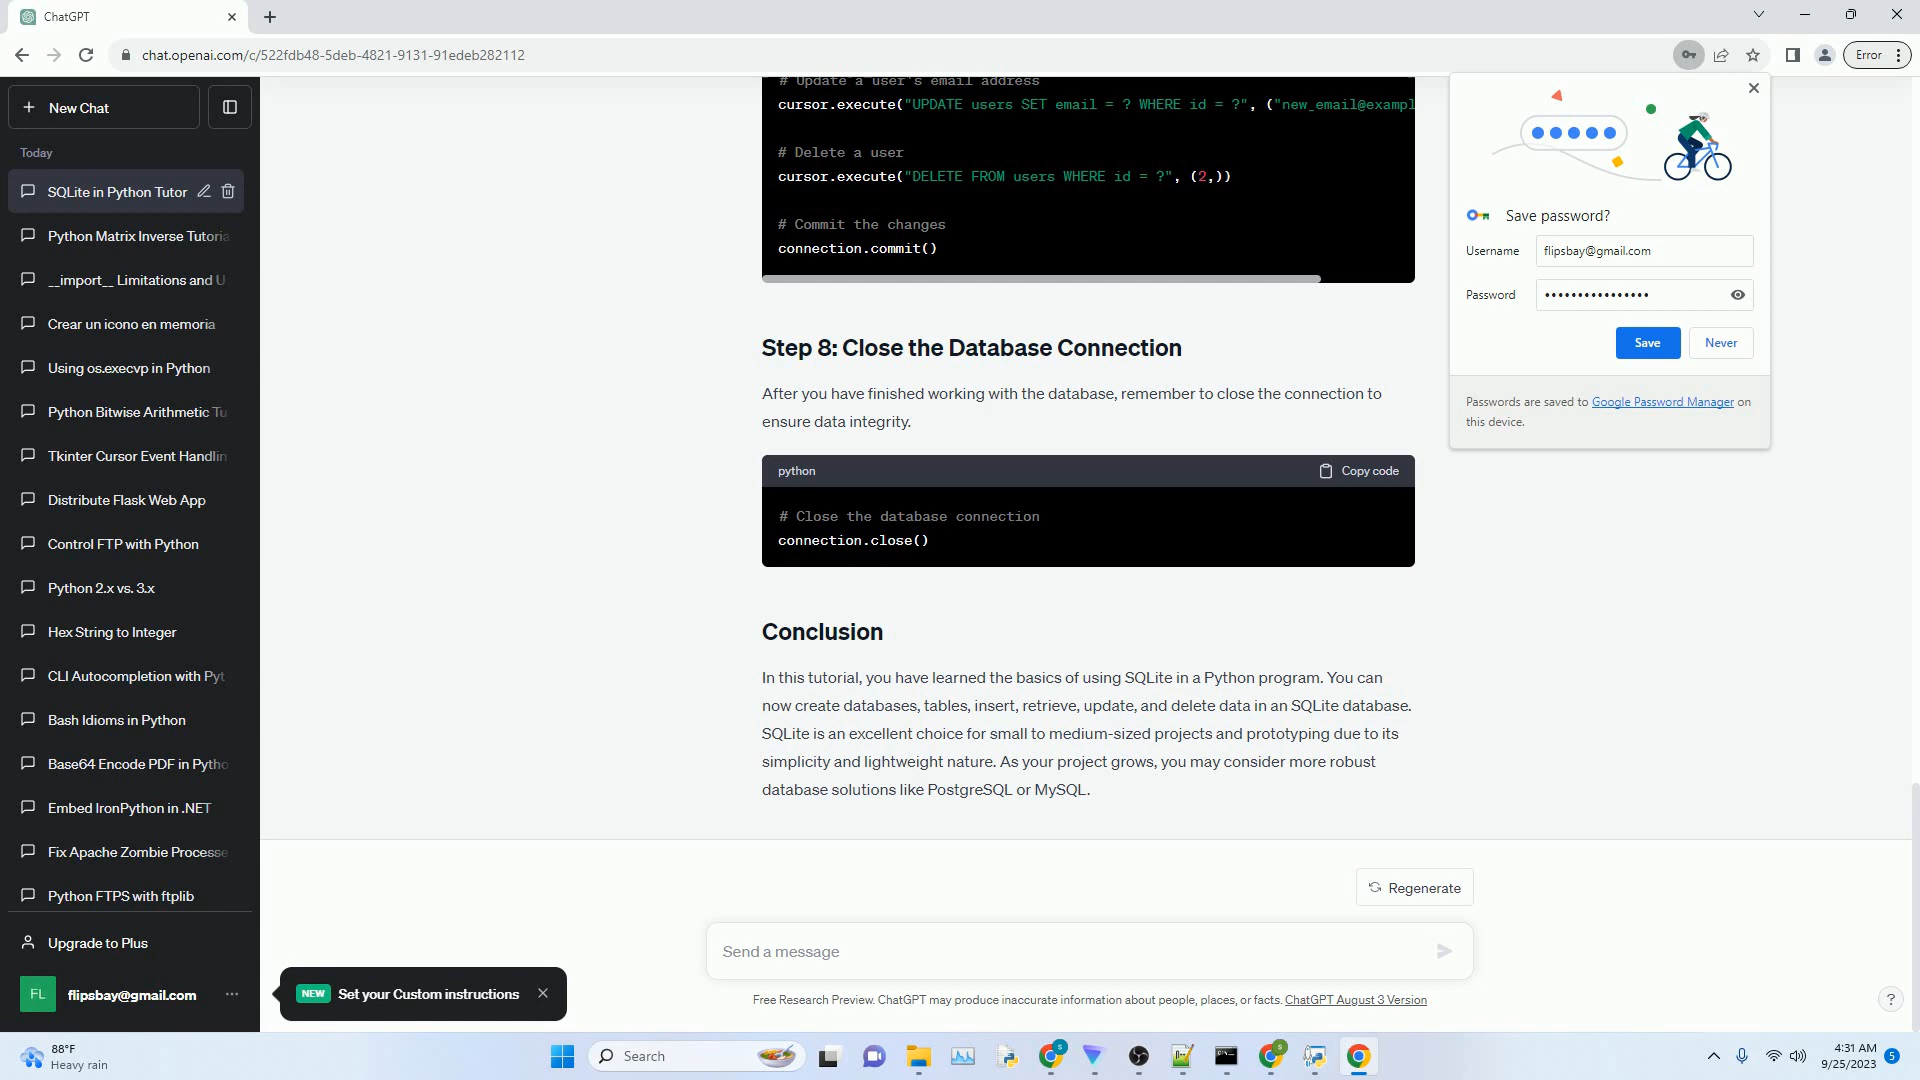 ChatGPT
chat.openai.com/c/522fdb48-5deb-4821-9131-91edeb282112
Error
New Chat
Today
SQLite in Python Tutor
Python Matrix Inverse Tutoria
__import__ Limitations and U
Crear un icono en memoria
Using os.execvp in Python
Python Bitwise Arithmetic Tu
Tkinter Cursor Event Handlin
Distribute Flask Web App
Control FTP with Python
Python 2.x vs. 3.x
Hex String to Integer
CLI Autocompletion with Pyt
Bash Idioms in Python
Base64 Encode PDF in Pytho
Embed IronPython in .NET
Fix Apache Zombie Processe
Python FTPS with ftplib
Upgrade to Plus
FL
flipsbay@gmail.com
# Update a user's email address
cursor.execute("UPDATE users SET email = ? WHERE id = ?", ("new_email@exampl
# Delete a user
cursor.execute("DELETE FROM users WHERE id = ?", (2,))
# Commit the changes
connection.commit()
Step 8: Close the Database Connection
After you have finished working with the database, remember to close the connection to
ensure data integrity.
python
Copy code
# Close the database connection
connection.close()
Conclusion
In this tutorial, you have learned the basics of using SQLite in a Python program. You can
now create databases, tables, insert, retrieve, update, and delete data in an SQLite database.
SQLite is an excellent choice for small to medium-sized projects and prototyping due to its
simplicity and lightweight nature. As your project grows, you may consider more robust
database solutions like PostgreSQL or MySQL.
Save password?
Username
flipsbay@gmail.com
Password
••••••••••••••••
Save
Never
Passwords are saved to Google Password Manager on
this device.
Regenerate
Send a message
NEW
Set your Custom instructions
Free Research Preview. ChatGPT may produce inaccurate information about people, places, or facts. ChatGPT August 3 Version
?
88°F
Heavy rain
Search
S
S
4:31 AM
9/25/2023
5